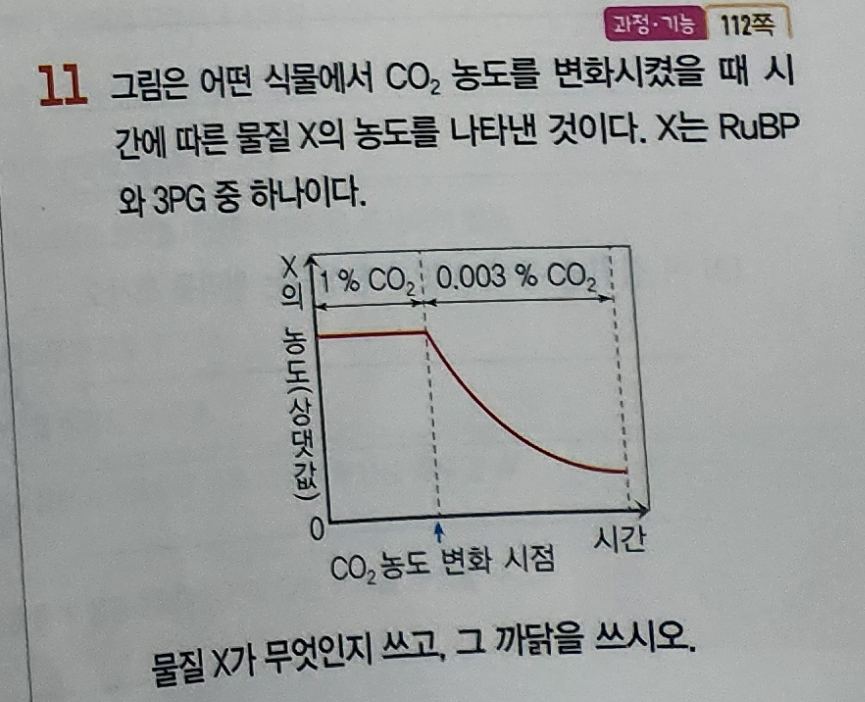 과정·기능 112쪽
11 그림은 어떤 식물에서 CO₂ 농도를 변화시켰을 때 시
간에 따른 물질 X의 농도를 나타낸 것이다. X는 RuBP
와 3PG 중 하나이다.
X의 농도(상댓값)
1 % CO₂ 0.003 % CO₂
0
시간
CO₂ 농도 변화 시점
물질 X가 무엇인지 쓰고, 그 까닭을 쓰시오.